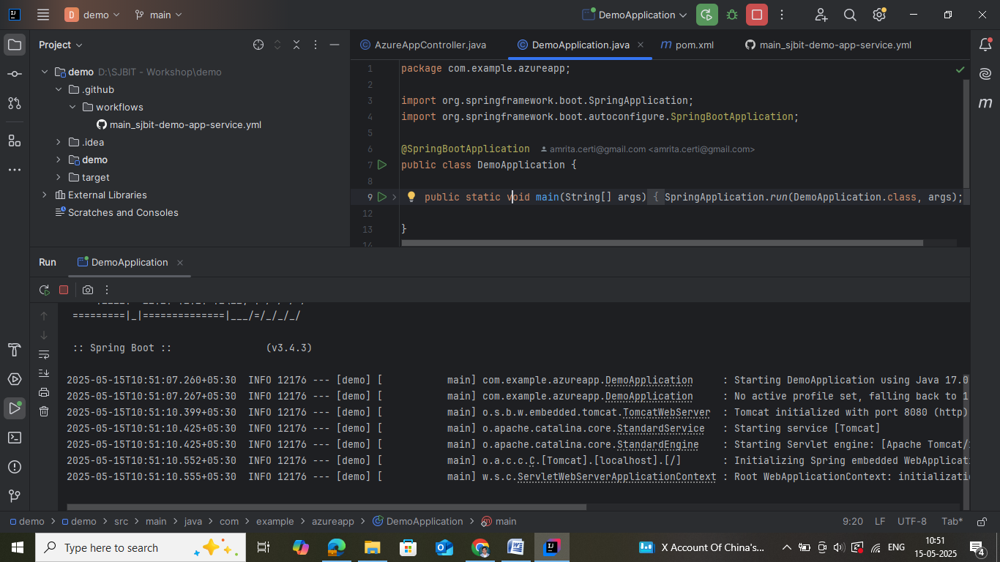 D demo main DemoApplication
Project
AzureAppController.java DemoApplication.java pom.xml main_sjbit-demo-app-service.yml
demo D:\SJBIT - Workshop\demo
.github
workflows
main_sjbit-demo-app-service.yml
.idea
demo
target
External Libraries
Scratches and Consoles
1 package com.example.azureapp;
2
3 import org.springframework.boot.SpringApplication;
4 import org.springframework.boot.autoconfigure.SpringBootApplication;
5
6 @SpringBootApplication amrita.certi@gmail.com <amrita.certi@gmail.com>
7 public class DemoApplication {
8
9 public static void main(String[] args) { SpringApplication.run(DemoApplication.class, args);
12
13 }
14
Run DemoApplication
=========|_|==============|___/=/_/_/_/
:: Spring Boot :: (v3.4.3)
2025-05-15T10:51:07.260+05:30 INFO 12176 --- [demo] [ main] com.example.azureapp.DemoApplication : Starting DemoApplication using Java 17.0
2025-05-15T10:51:07.267+05:30 INFO 12176 --- [demo] [ main] com.example.azureapp.DemoApplication : No active profile set, falling back to 1
2025-05-15T10:51:10.399+05:30 INFO 12176 --- [demo] [ main] o.s.b.w.embedded.tomcat.TomcatWebServer : Tomcat initialized with port 8080 (http)
2025-05-15T10:51:10.425+05:30 INFO 12176 --- [demo] [ main] o.apache.catalina.core.StandardService : Starting service [Tomcat]
2025-05-15T10:51:10.425+05:30 INFO 12176 --- [demo] [ main] o.apache.catalina.core.StandardEngine : Starting Servlet engine: [Apache Tomcat/
2025-05-15T10:51:10.552+05:30 INFO 12176 --- [demo] [ main] o.a.c.c.C.[Tomcat].[localhost].[/] : Initializing Spring embedded WebApplicat
2025-05-15T10:51:10.555+05:30 INFO 12176 --- [demo] [ main] w.s.c.ServletWebServerApplicationContext : Root WebApplicationContext: initializati
demo > demo > src > main > java > com > example > azureapp > DemoApplication > main 9:20 LF UTF-8 Tab*
Type here to search X Account Of China's... ENG 10:51
15-05-2025 4